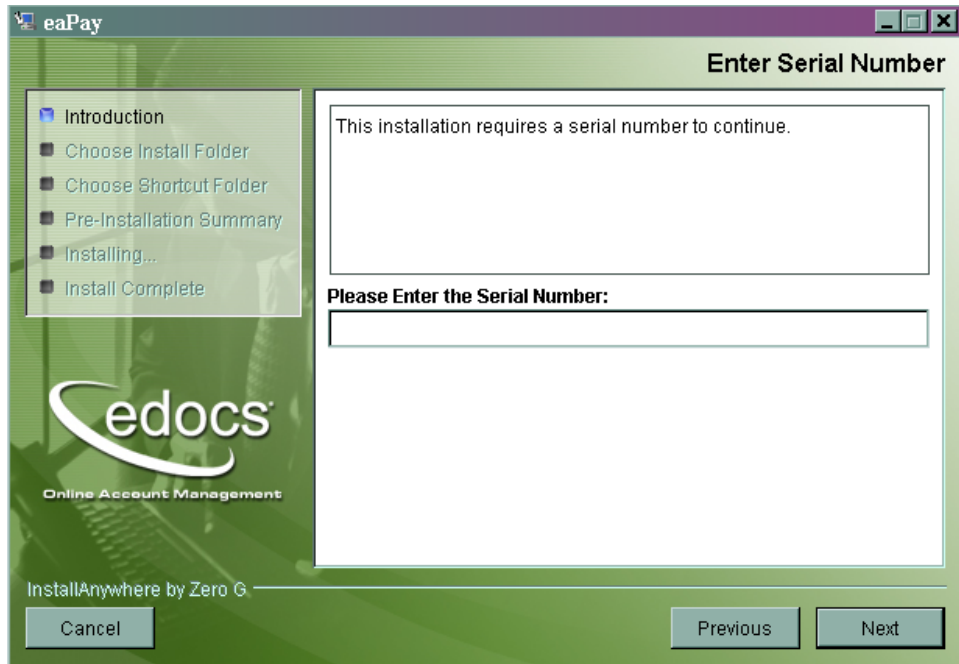 eaPay
Enter Serial Number
Introduction
Choose Install Folder
Choose Shortcut Folder
Pre-Installation Summary
Installing...
Install Complete
This installation requires a serial number to continue.
Please Enter the Serial Number:
edocs
Online Account Management
InstallAnywhere by Zero G
Cancel
Previous
Next